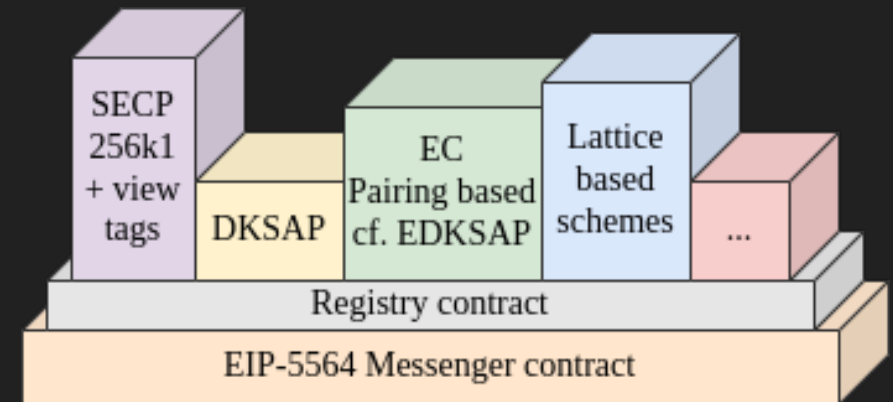 SECP
256k1
+ view
tags
DKSAP
EC
Pairing based
cf. EDKSAP
Lattice
based
schemes
...
Registry contract
EIP-5564 Messenger contract